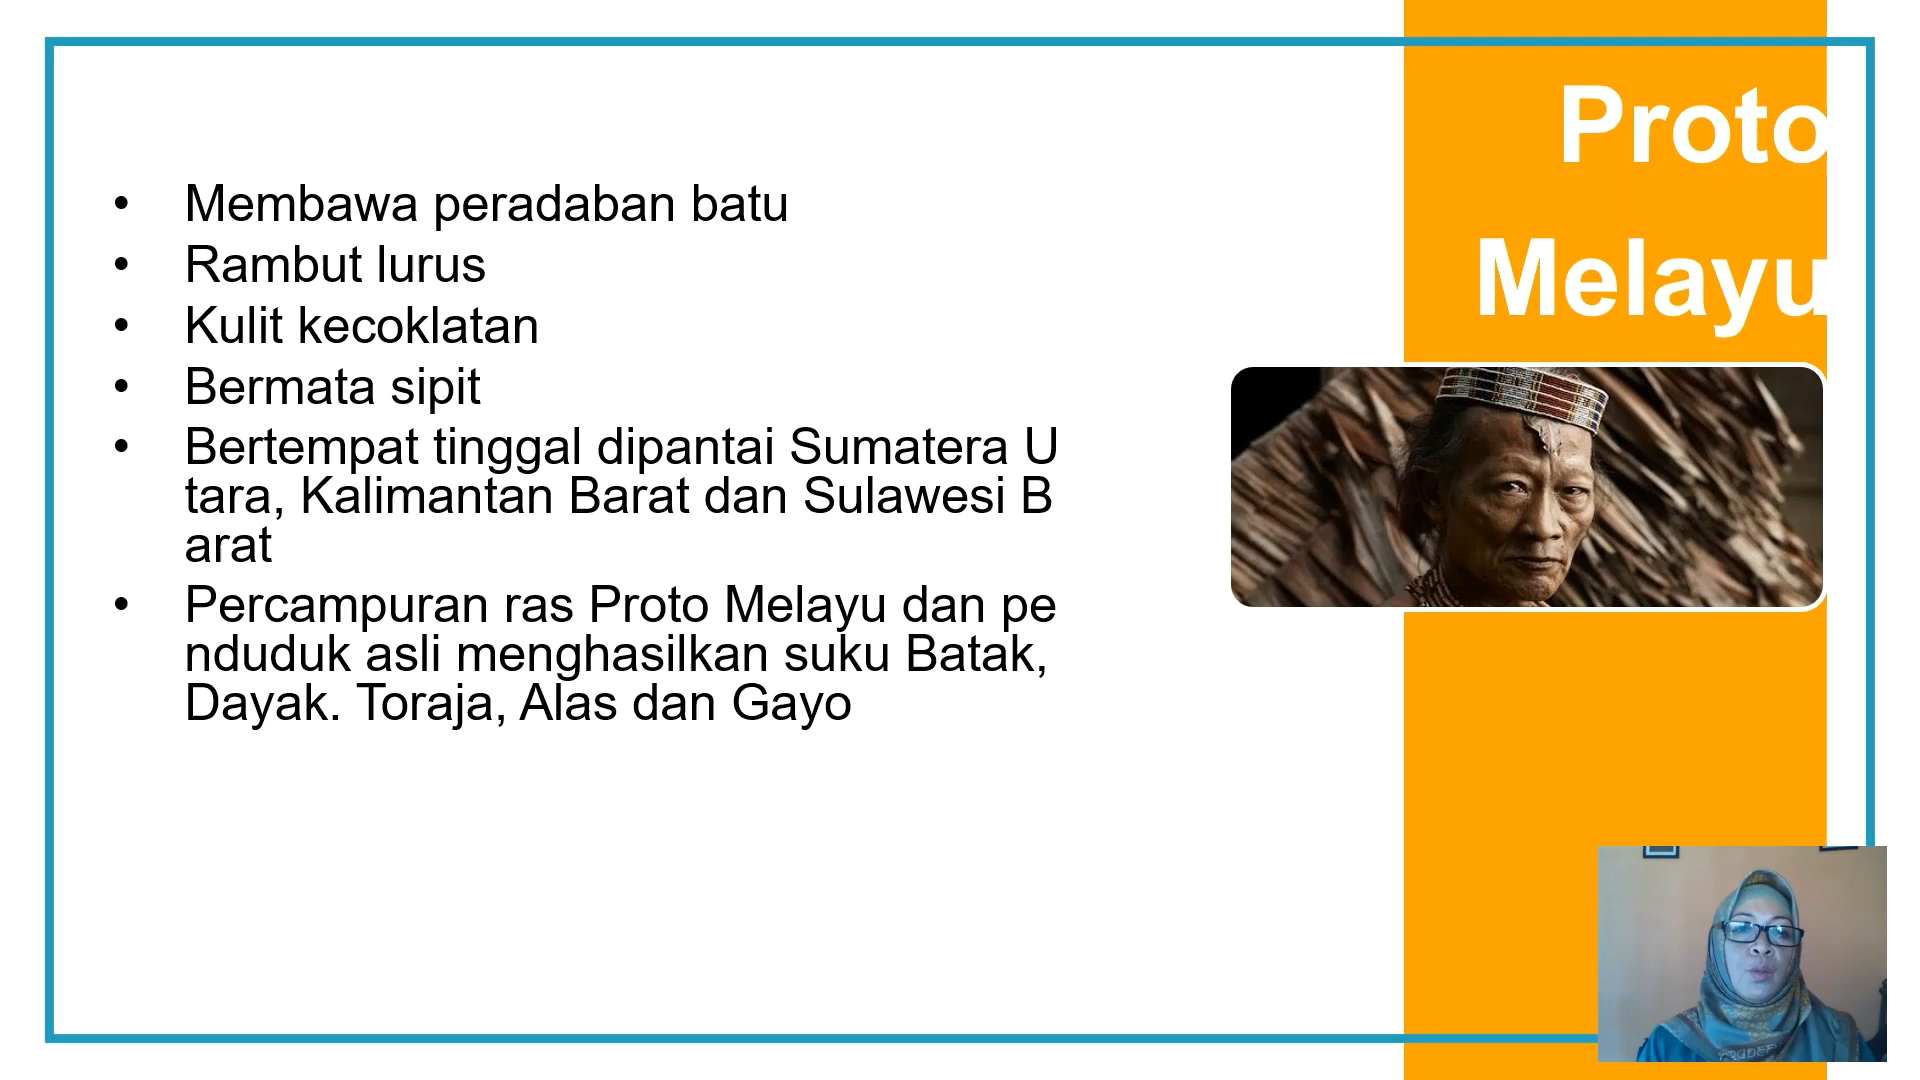 Proto
Melayu
• Membawa peradaban batu
• Rambut lurus
• Kulit kecoklatan
• Bermata sipit
• Bertempat tinggal dipantai Sumatera U
tara, Kalimantan Barat dan Sulawesi B
arat
• Percampuran ras Proto Melayu dan pe
nduduk asli menghasilkan suku Batak,
Dayak. Toraja, Alas dan Gayo